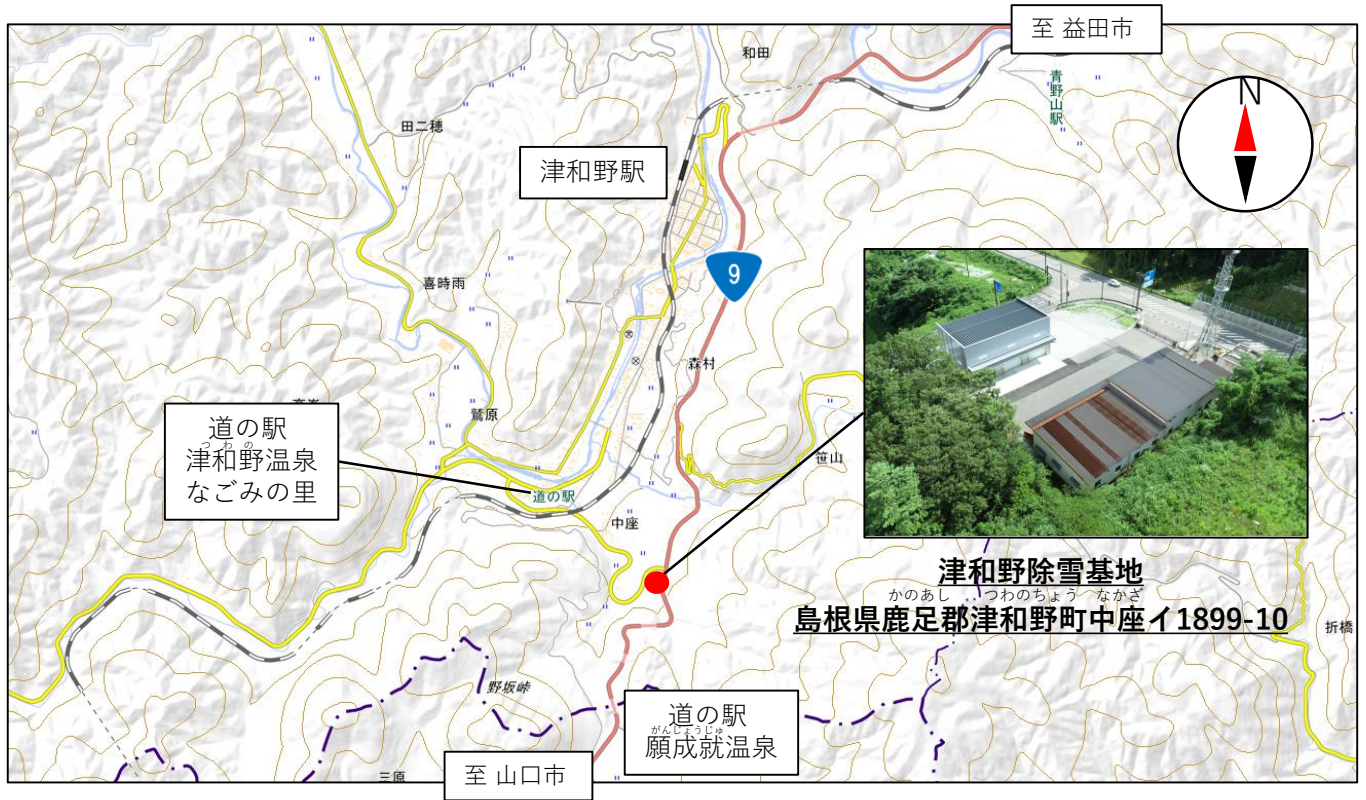 至 益田市
和田
青野山駅
N
田二穂
津和野駅
9
喜時雨
森村
道の駅
つわの
津和野温泉
なごみの里
鷲原
笹山
道の駅
中座
津和野除雪基地
かのあし つわのちょう なかざ
島根県鹿足郡津和野町中座イ1899-10
折橋
野坂峠
道の駅
がんじょうじゅ
願成就温泉
三原
至 山口市